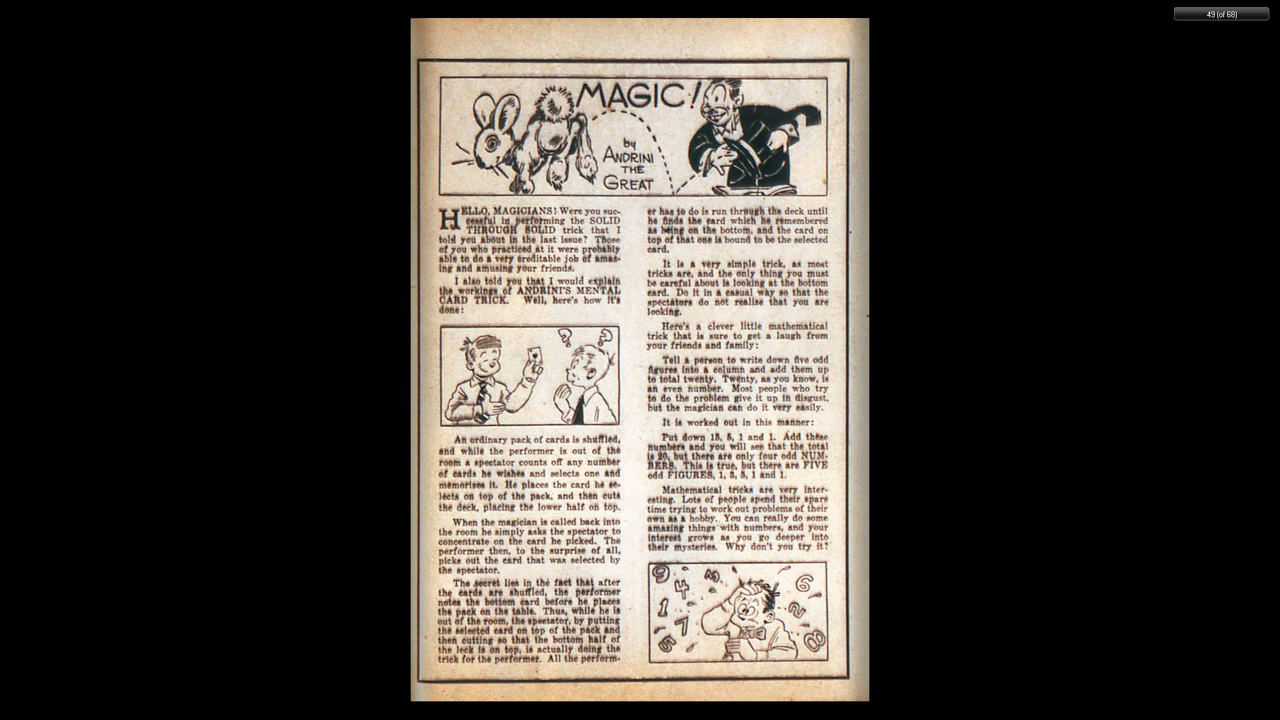 49 (of 68)
MAGIC!
by
ANDRINI
THE
GREAT
HELLO, MAGICIANS! Were you suc-
cessful in performing the SOLID
THROUGH SOLID trick that I
told you about in the last issue? Those
of you who practiced at it were probably
able to do a very creditable job of amaz-
ing and amusing your friends.
I also told you that I would explain
the workings of ANDRINI'S MENTAL
CARD TRICK. Well, here's how it's
done:
? ?
An ordinary pack of cards is shuffled,
and while the performer is out of the
room a spectator counts off any number
of cards he wishes and selects one and
memorizes it. He places the card he se-
lects on top of the pack, and then cuts
the deck, placing the lower half on top.
When the magician is called back into
the room he simply asks the spectator to
concentrate on the card he picked. The
performer then, to the surprise of all,
picks out the card that was selected by
the spectator.
The secret lies in the fact that after
the cards are shuffled, the performer
notes the bottom card before he places
the pack on the table. Thus, while he is
out of the room, the spectator, by putting
the selected card on top of the pack and
then cutting so that the bottom half of
the leck is on top, is actually doing the
trick for the performer. All the perform-
er has to do is run through the deck until
he finds the card which he remembered
as being on the bottom, and the card on
top of that one is bound to be the selected
card.
It is a very simple trick, as most
tricks are, and the only thing you must
be careful about is looking at the bottom
card. Do it in a casual way so that the
spectators do not realize that you are
looking.
Here's a clever little mathematical
trick that is sure to get a laugh from
your friends and family:
Tell a person to write down five odd
figures into a column and add them up
to total twenty. Twenty, as you know, is
an even number. Most people who try
to do the problem give it up in disgust,
but the magician can do it very easily.
It is worked out in this manner:
Put down 13, 5, 1 and 1. Add these
numbers and you will see that the total
is 20, but there are only four odd NUM-
BERS. This is true, but there are FIVE
odd FIGURES, 1, 3, 5, 1 and 1.
Mathematical tricks are very inter-
esting. Lots of people spend their spare
time trying to work out problems of their
own as a hobby. You can really do some
amazing things with numbers, and your
interest grows as you go deeper into
their mysteries. Why don't you try it?
9 4 3 6
1 2
7
5 8